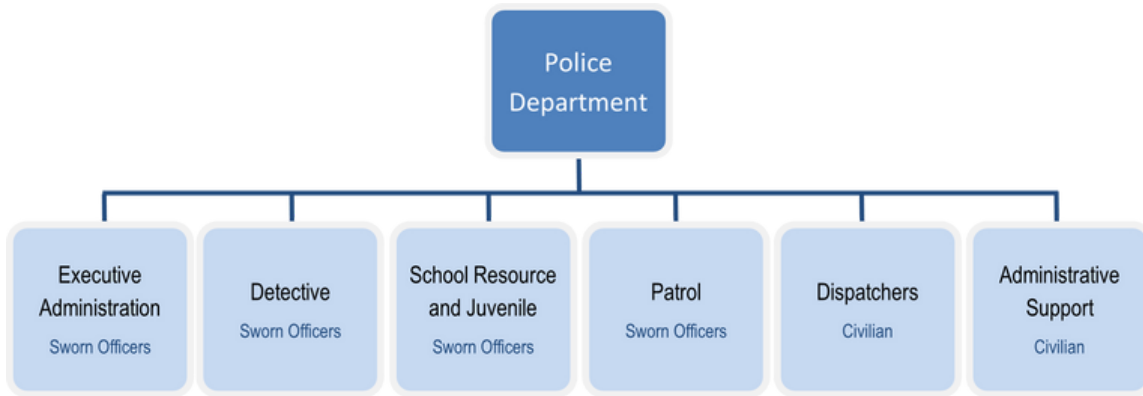 Police
Department
Executive
Administration
Sworn Officers
Detective
Sworn Officers
School Resource
and Juvenile
Sworn Officers
Patrol
Sworn Officers
Dispatchers
Civilian
Administrative
Support
Civilian